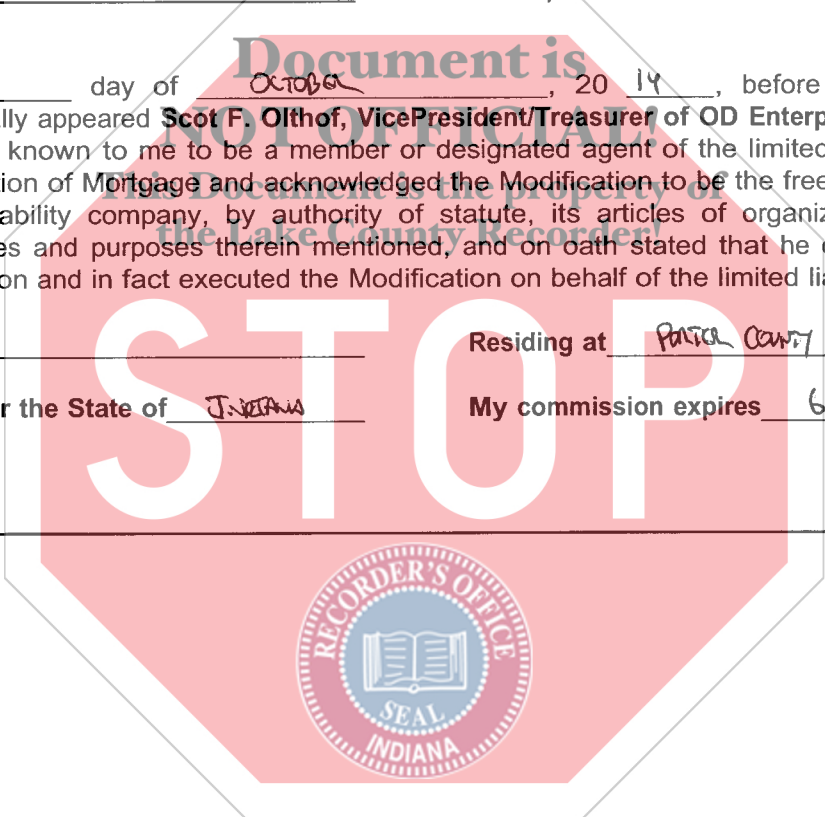 Document is
NOT OFFICIAL!
This Document is the property of
the Lake County Recorder!
day of OCTOBER, 20 14, before
lly appeared Scot F. Olthof, VicePresident/Treasurer of OD Enterp
known to me to be a member or designated agent of the limited
ion of Mortgage and acknowledged the Modification to be the free
ability company, by authority of statute, its articles of organiz
es and purposes therein mentioned, and on oath stated that he
on and in fact executed the Modification on behalf of the limited lia
STOP
Residing at PORTER COUNTY
r the State of INDIANA My commission expires 6
RECORDER'S OFFICE
SEAL
INDIANA